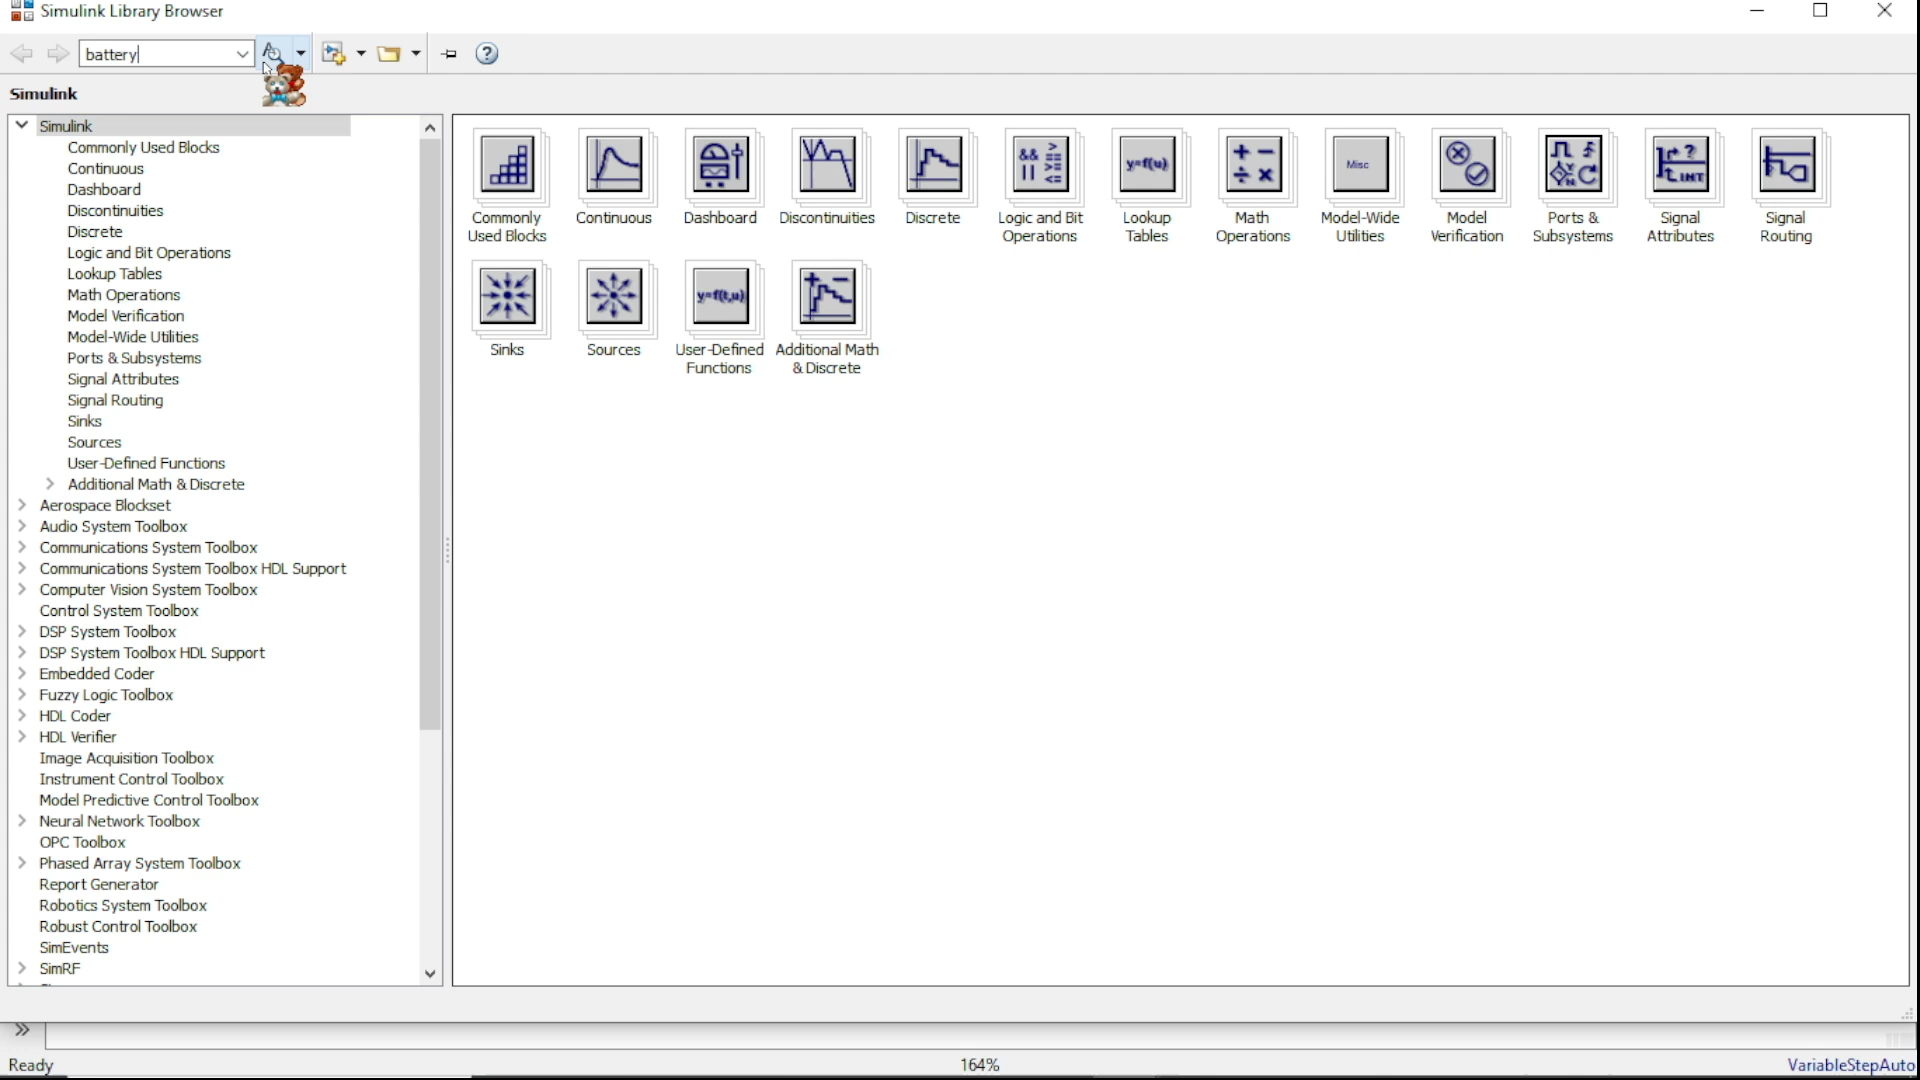 Simulink Library Browser
battery
Simulink
Simulink
Commonly Used Blocks
Continuous
Dashboard
Discontinuities
Discrete
Logic and Bit Operations
Lookup Tables
Math Operations
Model Verification
Model-Wide Utilities
Ports & Subsystems
Signal Attributes
Signal Routing
Sinks
Sources
User-Defined Functions
Additional Math & Discrete
Aerospace Blockset
Audio System Toolbox
Communications System Toolbox
Communications System Toolbox HDL Support
Computer Vision System Toolbox
Control System Toolbox
DSP System Toolbox
DSP System Toolbox HDL Support
Embedded Coder
Fuzzy Logic Toolbox
HDL Coder
HDL Verifier
Image Acquisition Toolbox
Instrument Control Toolbox
Model Predictive Control Toolbox
Neural Network Toolbox
OPC Toolbox
Phased Array System Toolbox
Report Generator
Robotics System Toolbox
Robust Control Toolbox
SimEvents
SimRF
&& > == >= <= ||
y=f(u)
+ − ÷ ×
Misc
? INT
Commonly Used Blocks
Continuous
Dashboard
Discontinuities
Discrete
Logic and Bit Operations
Lookup Tables
Math Operations
Model-Wide Utilities
Model Verification
Ports & Subsystems
Signal Attributes
Signal Routing
y=f(t,u)
Sinks
Sources
User-Defined Functions
Additional Math & Discrete
Ready
164%
VariableStepAuto